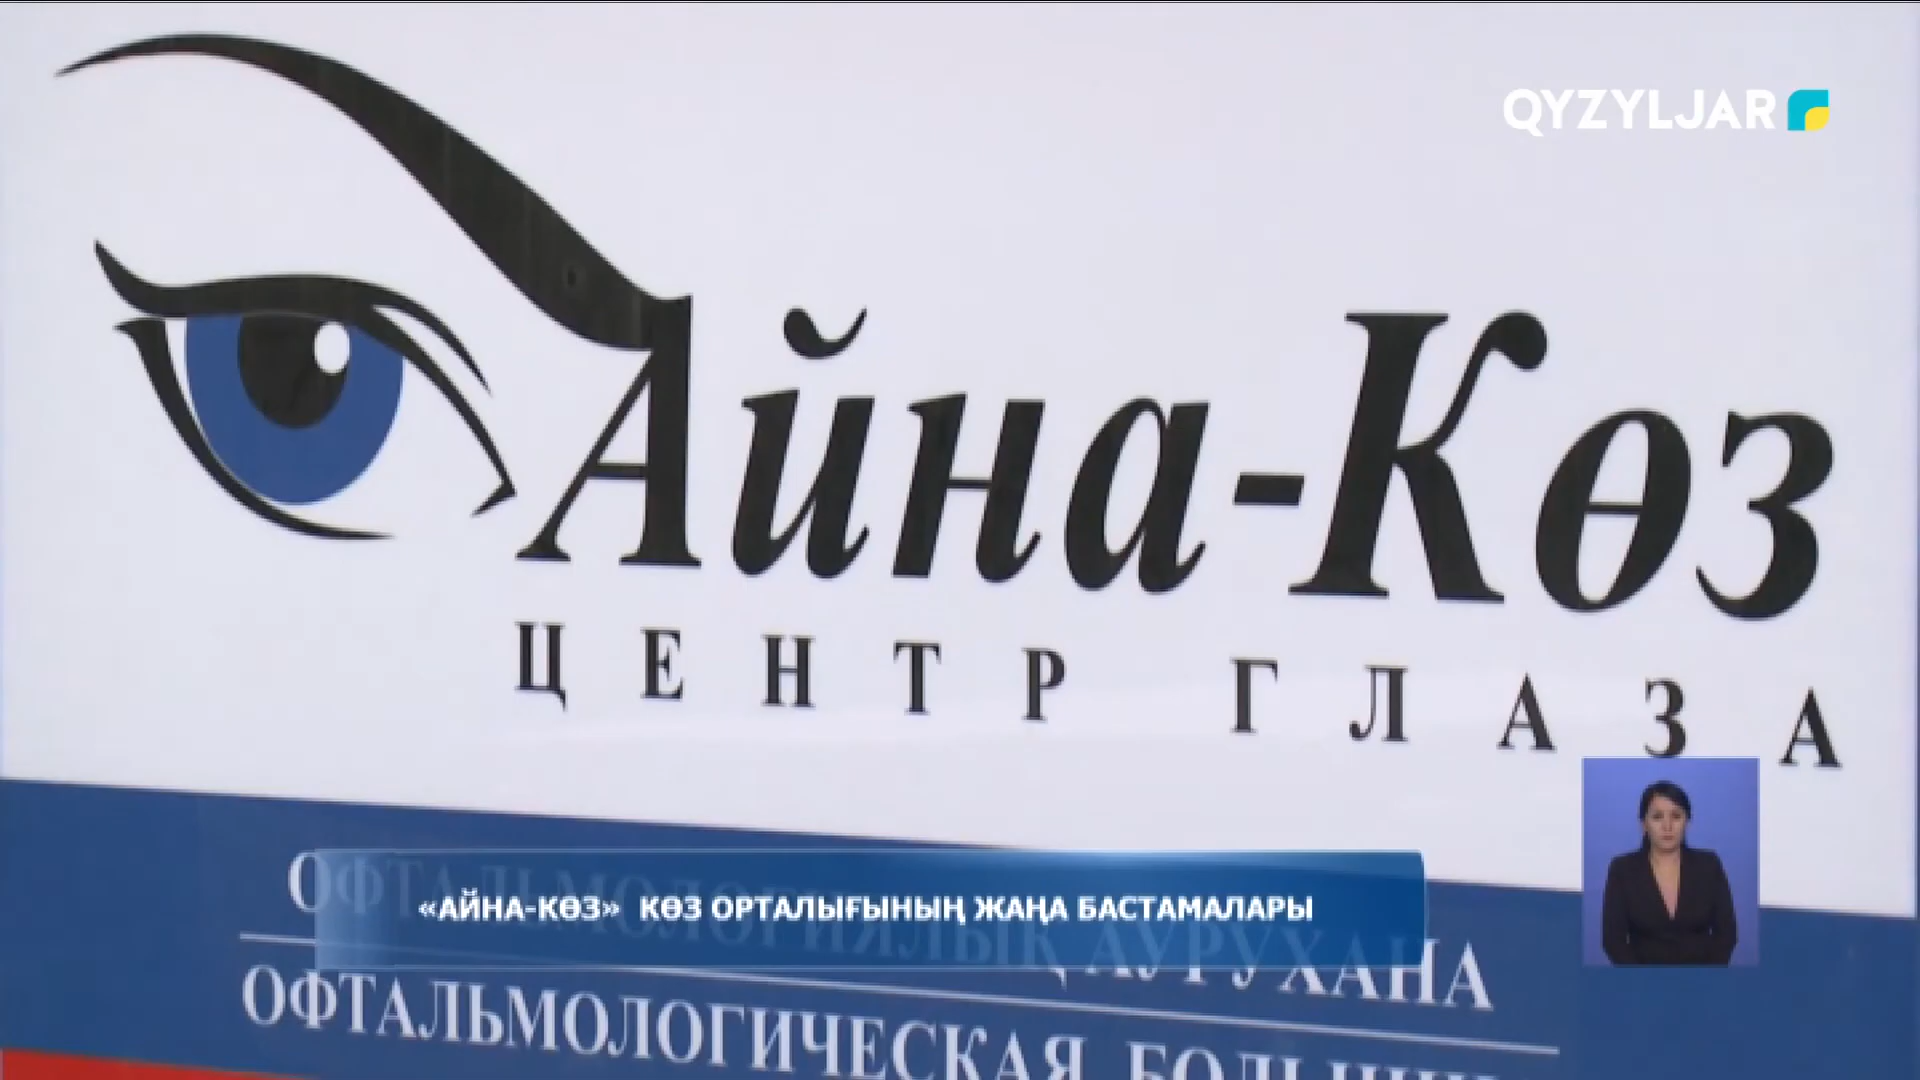 QYZYLJAR
Айна-Көз
ЦЕНТР ГЛАЗА
ОФТАЛЬМОЛОГИЯЛЫҚ АУРУХАНА
«АЙНА-КӨЗ» КӨЗ ОРТАЛЫҒЫНЫҢ ЖАҢА БАСТАМАЛАРЫ
ОФТАЛЬМОЛОГИЧЕСКАЯ